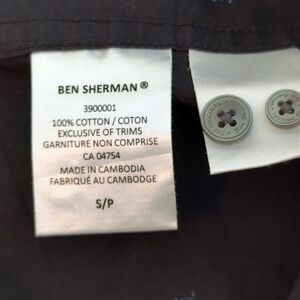 BEN SHERMAN ®
3900001
100% COTTON / COTON
EXCLUSIVE OF TRIMS
GARNITURE NON COMPRISE
CA 04754
MADE IN CAMBODIA
FABRIQUÉ AU CAMBODGE
S/P